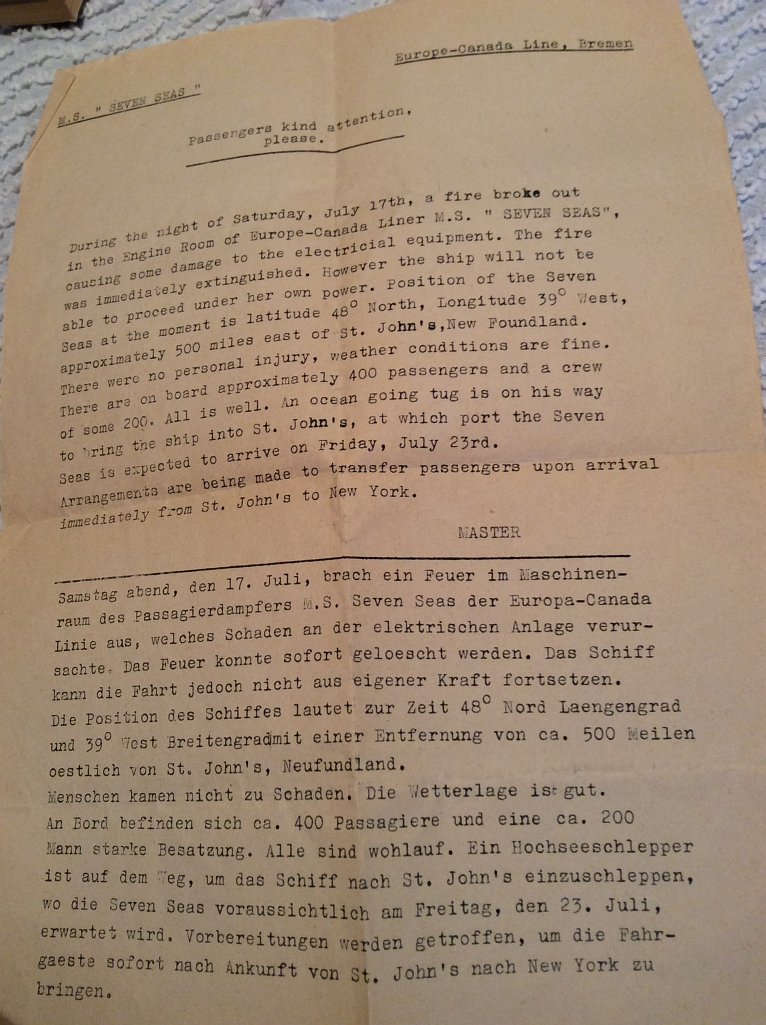 Europe-Canada Line, Bremen
M.S. " SEVEN SEAS "
Passengers kind attention,
please.
During the night of Saturday, July 17th, a fire broke out
in the Engine Room of Europe-Canada Liner M.S. " SEVEN SEAS",
causing some damage to the electricial equipment. The fire
was immediately extinguished. However the ship will not be
able to proceed under her own power. Position of the Seven
Seas at the moment is latitude 48° North, Longitude 39° West,
approximately 500 miles east of St. John's,New Foundland.
There were no personal injury, weather conditions are fine.
There are on board approximately 400 passengers and a crew
of some 200. All is well. An ocean going tug is on his way
to bring the ship into St. John's, at which port the Seven
Seas is expected to arrive on Friday, July 23rd.
Arrangements are being made to transfer passengers upon arrival
immediately from St. John's to New York.
MASTER
Samstag abend, den 17. Juli, brach ein Feuer im Maschinen-
raum des Passagierdampfers M.S. Seven Seas der Europa-Canada
Linie aus, welches Schaden an der elektrischen Anlage verur-
sachte. Das Feuer konnte sofort geloescht werden. Das Schiff
kann die Fahrt jedoch nicht aus eigener Kraft fortsetzen.
Die Position des Schiffes lautet zur Zeit 48° Nord Laengengrad
und 39° West Breitengradmit einer Entfernung von ca. 500 Meilen
oestlich von St. John's, Neufundland.
Menschen kamen nicht zu Schaden. Die Wetterlage ist gut.
An Bord befinden sich ca. 400 Passagiere und eine ca. 200
Mann starke Besatzung. Alle sind wohlauf. Ein Hochseeschlepper
ist auf dem Weg, um das Schiff nach St. John's einzuschleppen,
wo die Seven Seas voraussichtlich am Freitag, den 23. Juli,
erwartet wird. Vorbereitungen werden getroffen, um die Fahr-
gaeste sofort nach Ankunft von St. John's nach New York zu
bringen.